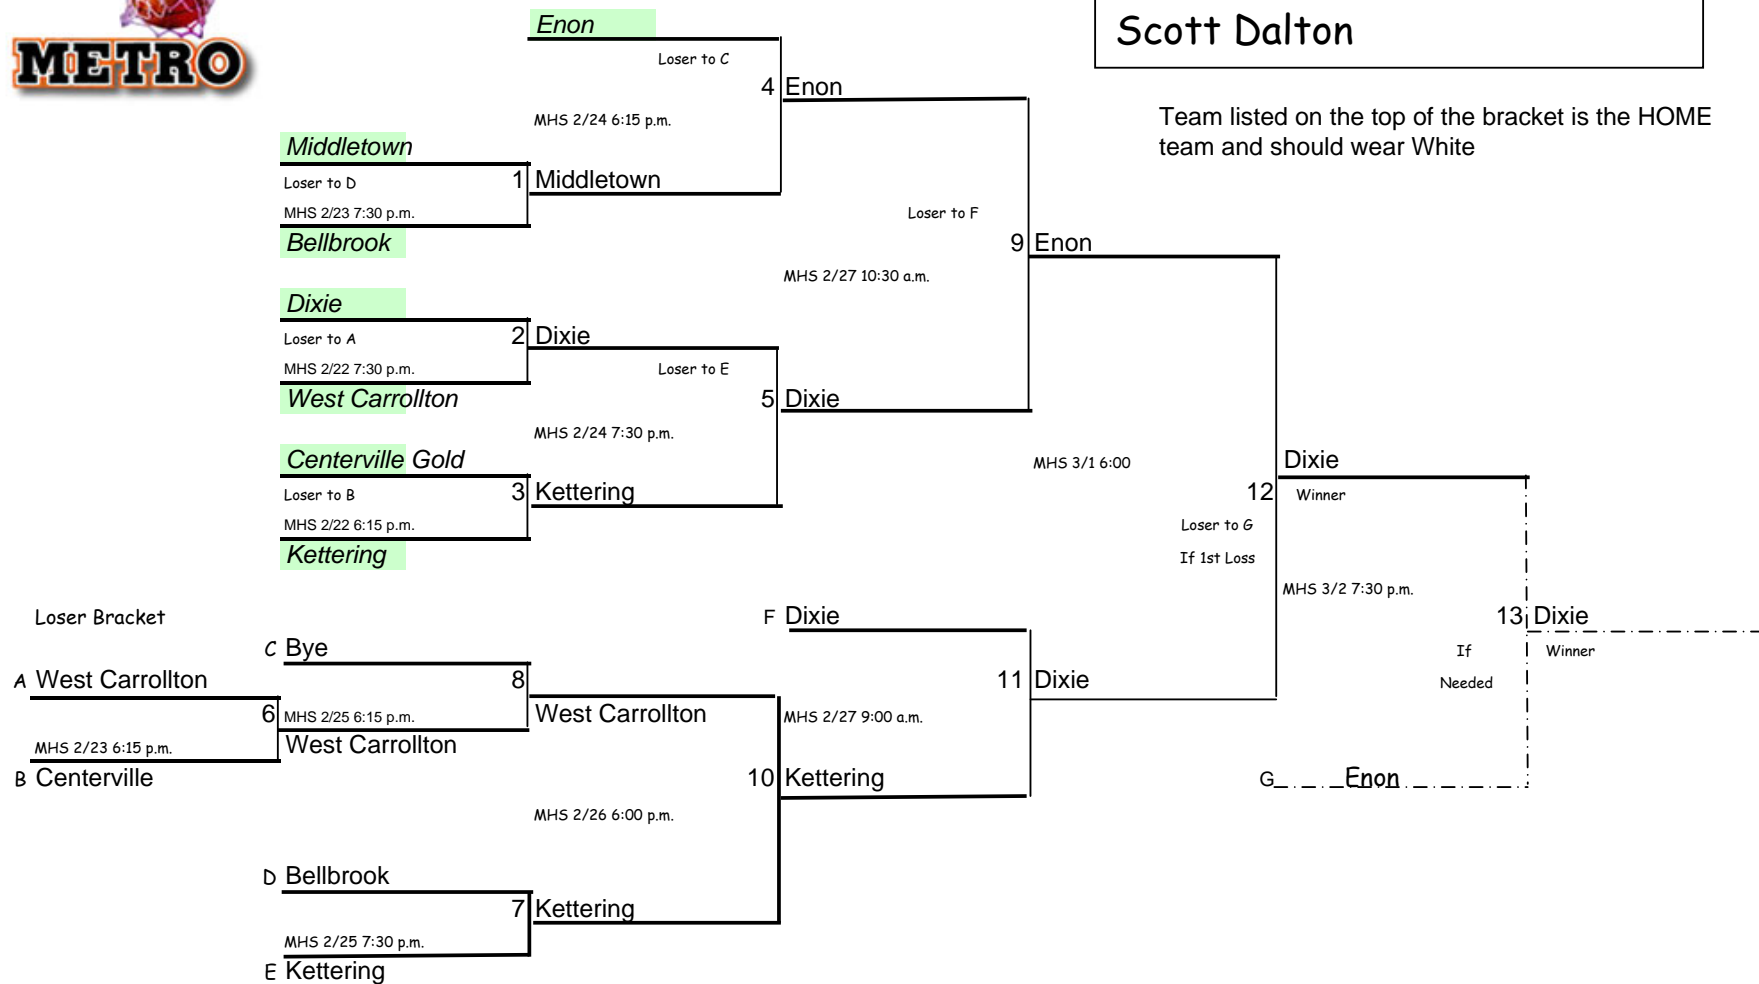 METRO
Scott Dalton
Team listed on the top of the bracket is the HOME
team and should wear White
Enon
Loser to C
4 Enon
MHS 2/24 6:15 p.m.
Middletown
Loser to D
1 Middletown
MHS 2/23 7:30 p.m.
Bellbrook
Loser to F
9 Enon
MHS 2/27 10:30 a.m.
Dixie
Loser to A
2 Dixie
MHS 2/22 7:30 p.m.
Loser to E
West Carrollton
5 Dixie
MHS 2/24 7:30 p.m.
Centerville Gold
MHS 3/1 6:00
Dixie
Loser to B
3 Kettering
12 Winner
MHS 2/22 6:15 p.m.
Loser to G
Kettering
If 1st Loss
MHS 3/2 7:30 p.m.
Loser Bracket
F Dixie
13 Dixie
C Bye
If
Winner
A West Carrollton
8
11 Dixie
Needed
6 MHS 2/25 6:15 p.m.
West Carrollton
MHS 2/27 9:00 a.m.
MHS 2/23 6:15 p.m.
West Carrollton
B Centerville
10 Kettering
G Enon
MHS 2/26 6:00 p.m.
D Bellbrook
7 Kettering
MHS 2/25 7:30 p.m.
E Kettering